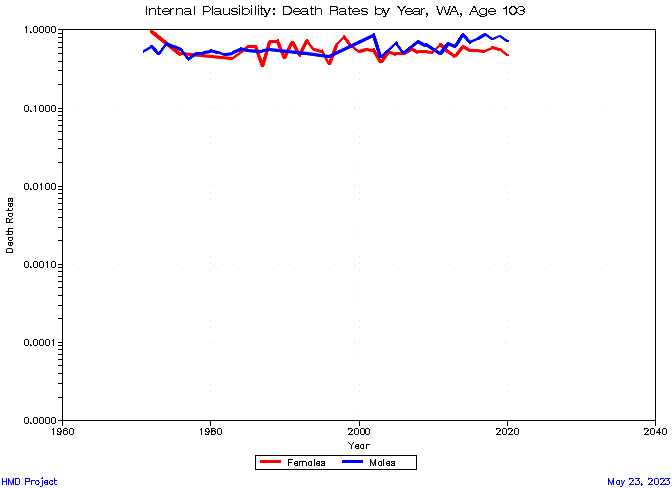 Internal Plausibility: Death Rates by Year, WA, Age 103
1.0000
0.1000
0.0100
0.0010
0.0001
0.0000
Death Rates
1960
1980
2000
2020
2040
Year
Females
Males
HMD Project
May 23, 2023